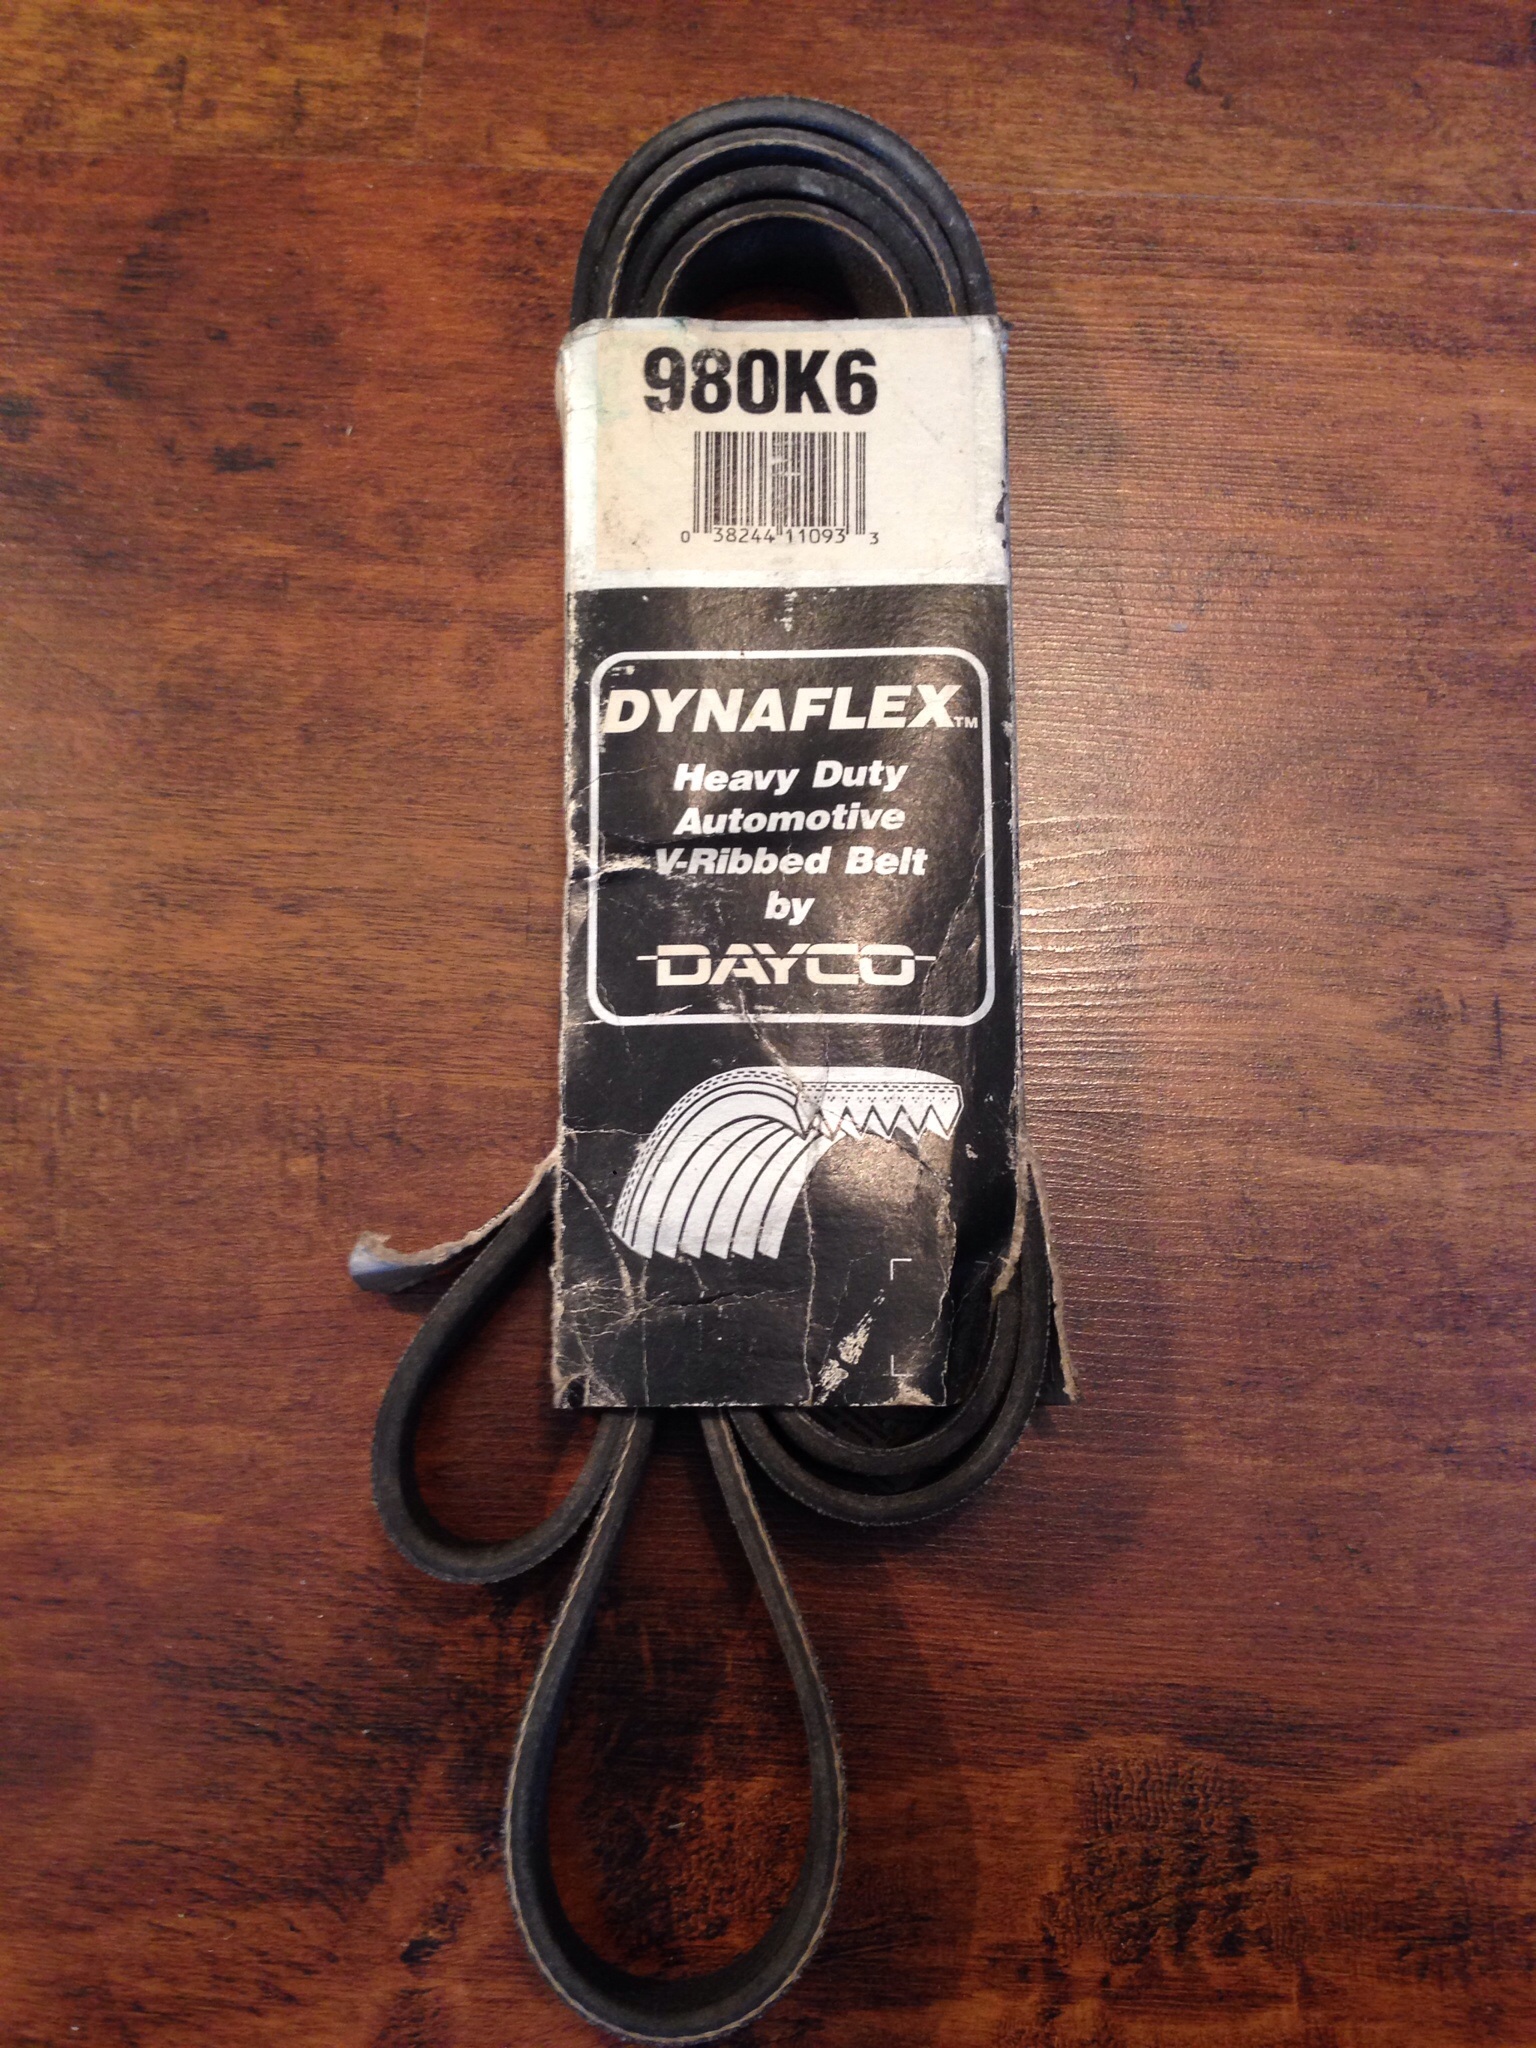 980K6
0 38244 11093 3
DYNAFLEX™
Heavy Duty
Automotive
V-Ribbed Belt
by
DAYCO